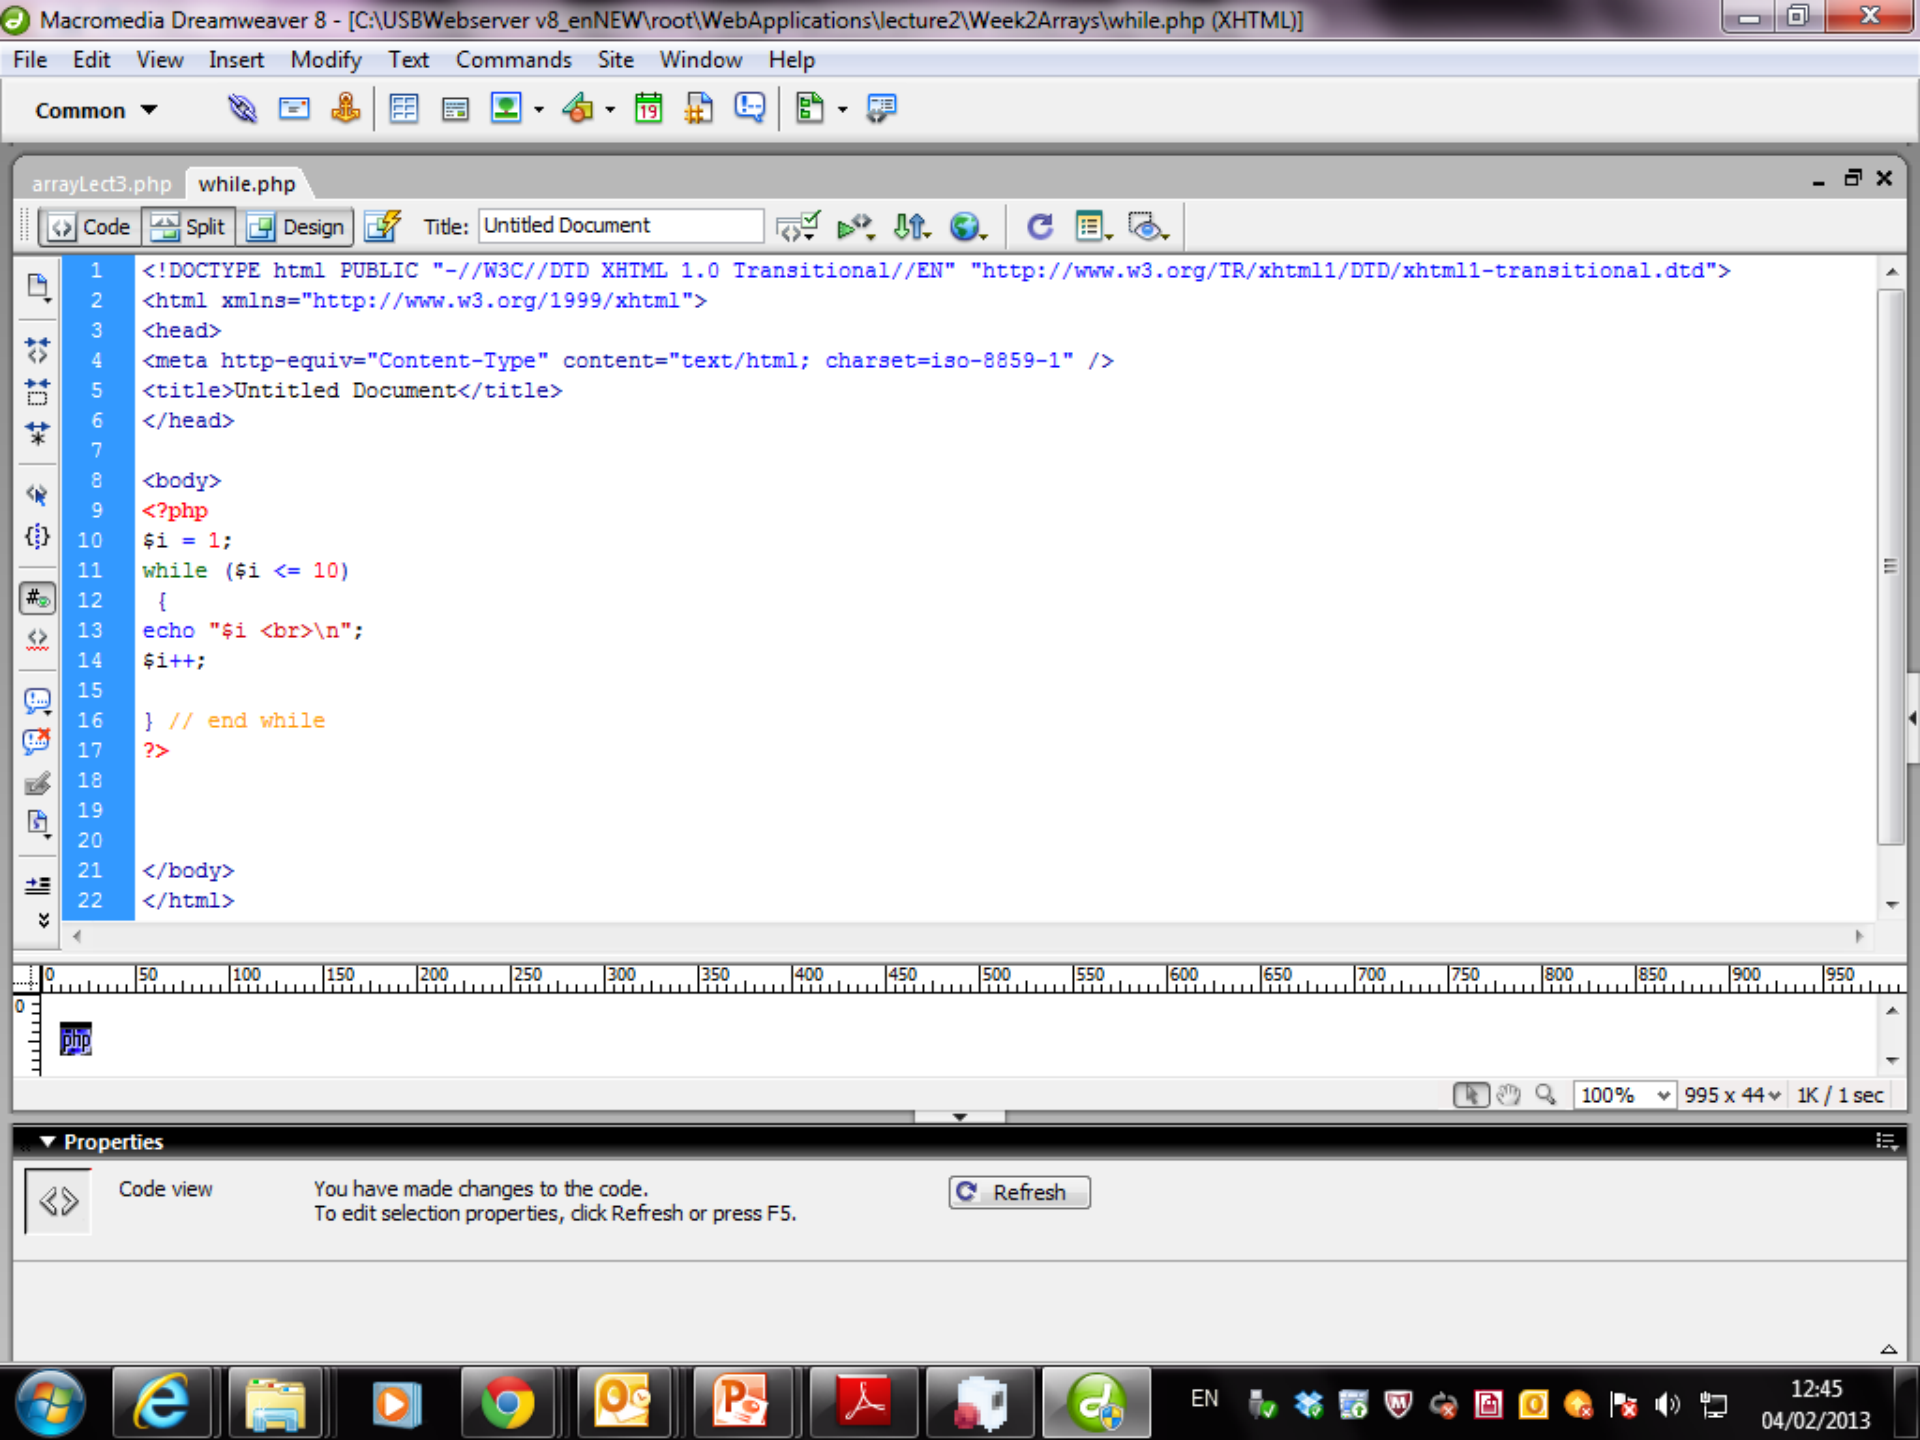 Macromedia Dreamweaver 8 - [C:\USBWebserver v8_enNEW\root\WebApplications\lecture2\Week2Arrays\while.php (XHTML)]
File Edit View Insert Modify Text Commands Site Window Help
Common
19
arrayLect3.php while.php
Code Split Design Title: Untitled Document
1 <!DOCTYPE html PUBLIC "-//W3C//DTD XHTML 1.0 Transitional//EN" "http://www.w3.org/TR/xhtml1/DTD/xhtml1-transitional.dtd">
2 <html xmlns="http://www.w3.org/1999/xhtml">
3 <head>
4 <meta http-equiv="Content-Type" content="text/html; charset=iso-8859-1" />
5 <title>Untitled Document</title>
6 </head>
7
8 <body>
9 <?php
10 $i = 1;
11 while ($i <= 10)
12 {
13 echo "$i <br>\n";
14 $i++;
15
16 } // end while
17 ?>
18
19
20
21 </body>
22 </html>
0 50 100 150 200 250 300 350 400 450 500 550 600 650 700 750 800 850 900 950
0
php
100% 995 x 44 1K / 1 sec
Properties
Code view You have made changes to the code. Refresh
To edit selection properties, click Refresh or press F5.
EN 12:45
04/02/2013